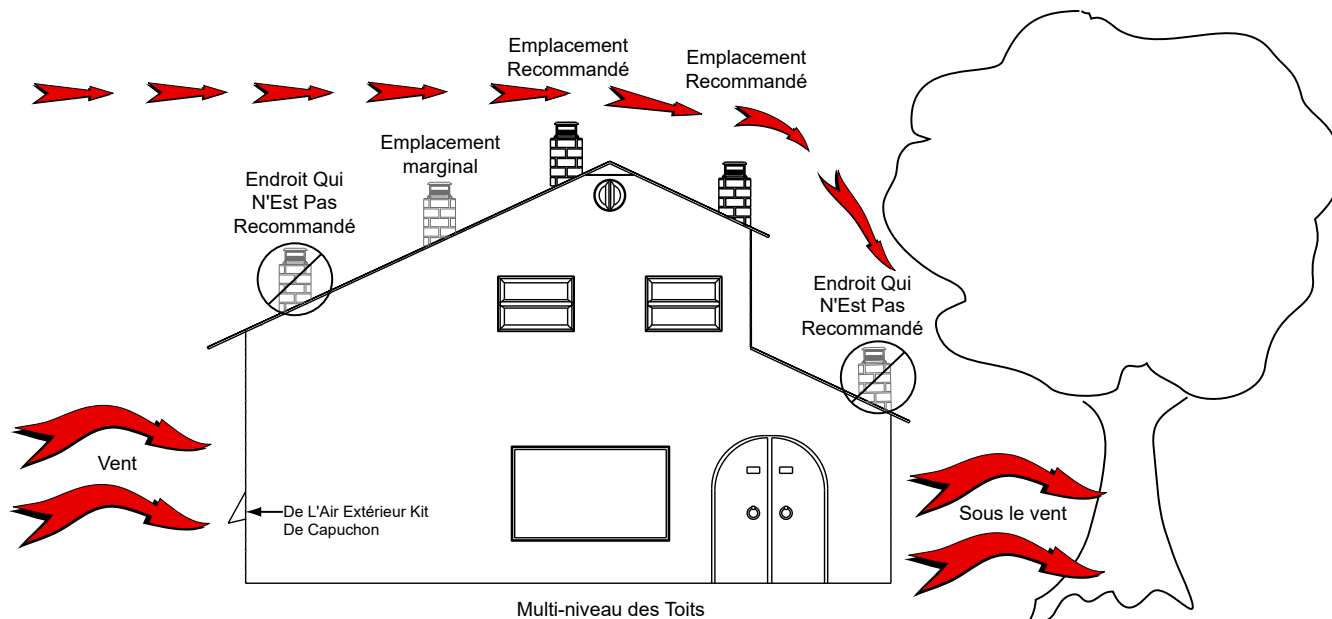 Emplacement
Recommandé
Emplacement
Recommandé
Emplacement
marginal
Endroit Qui
N'Est Pas
Recommandé
Endroit Qui
N'Est Pas
Recommandé
Vent
De L'Air Extérieur Kit
De Capuchon
Sous le vent
Multi-niveau des Toits